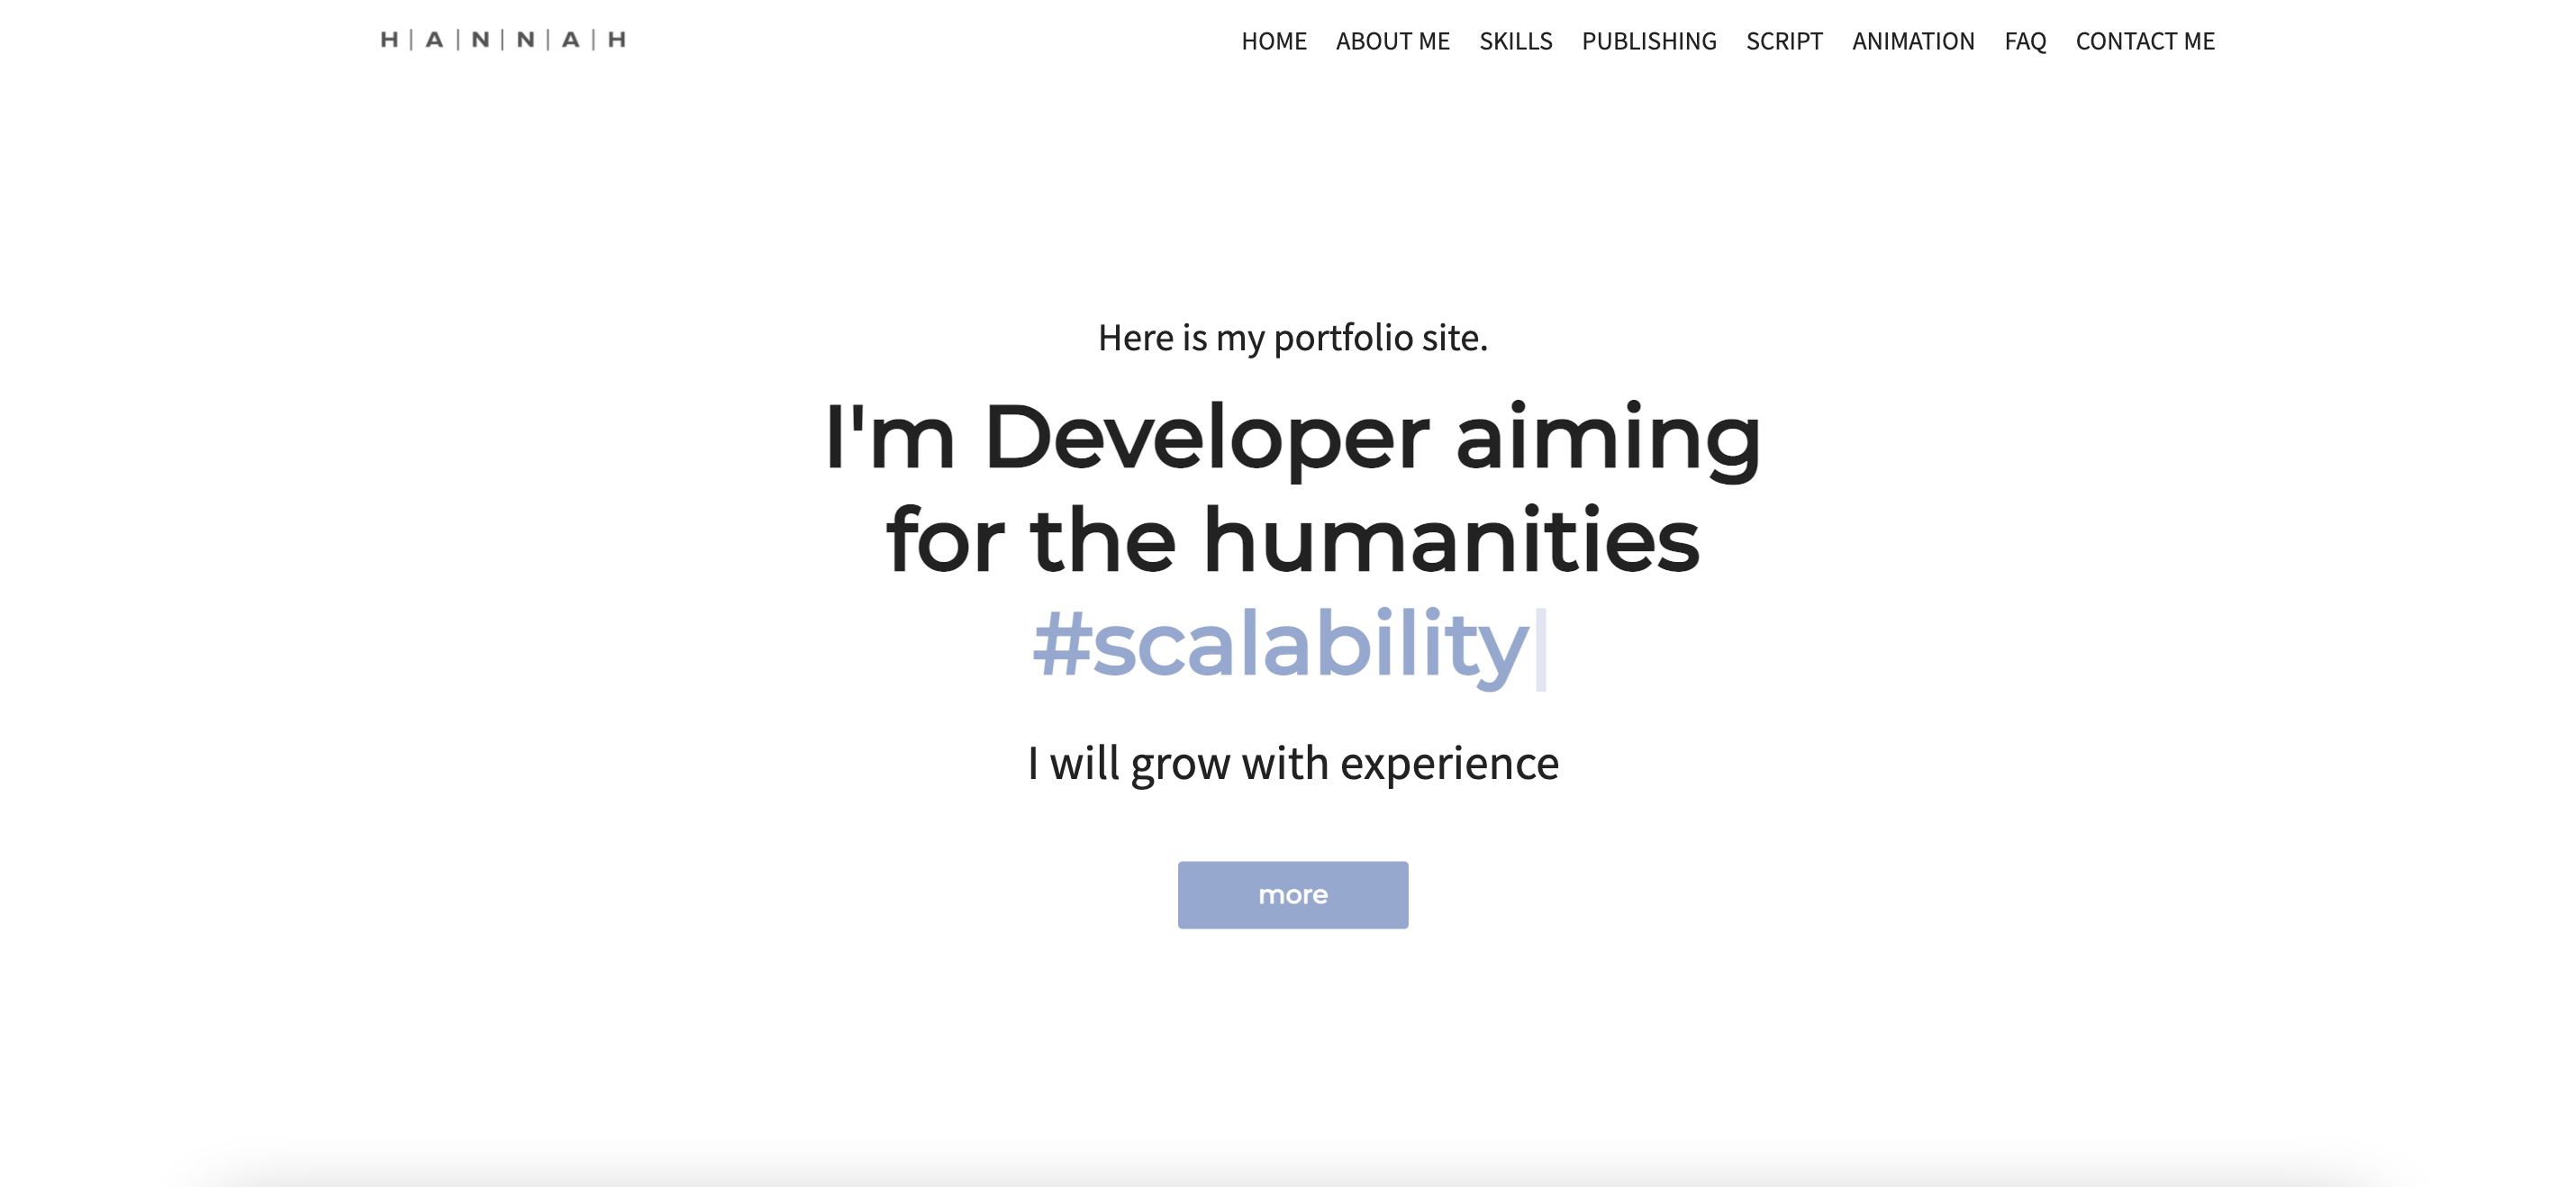 H|A|N|N|A|H
HOME ABOUT ME SKILLS PUBLISHING SCRIPT ANIMATION FAQ CONTACT ME
Here is my portfolio site.
I'm Developer aiming
for the humanities
#scalability|
I will grow with experience
more